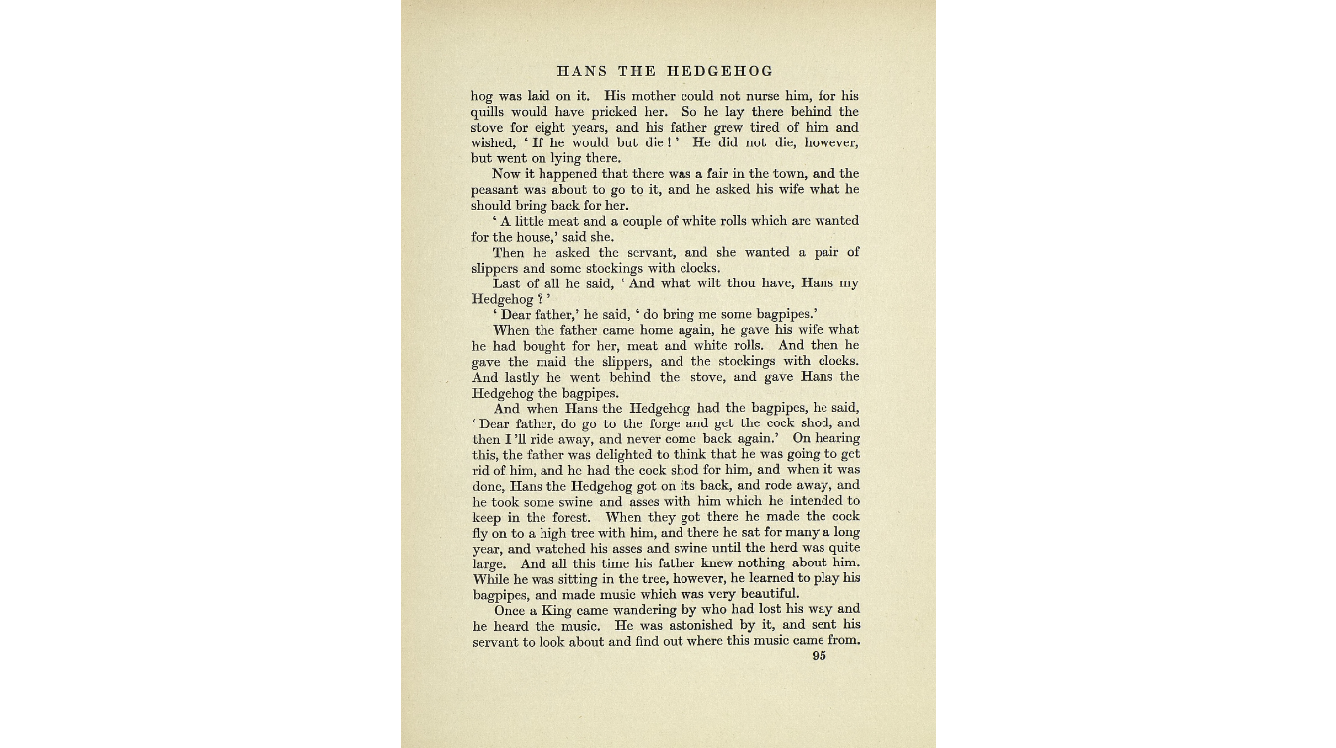 HANS THE HEDGEHOG
hog was laid on it. His mother could not nurse him, for his
quills would have pricked her. So he lay there behind the
stove for eight years, and his father grew tired of him and
wished, ‘ If he would but die ! ’ He did not die, however,
but went on lying there.
Now it happened that there was a fair in the town, and the
peasant was about to go to it, and he asked his wife what he
should bring back for her.
‘ A little meat and a couple of white rolls which are wanted
for the house,’ said she.
Then he asked the servant, and she wanted a pair of
slippers and some stockings with clocks.
Last of all he said, ‘ And what wilt thou have, Hans my
Hedgehog ? ’
‘ Dear father,’ he said, ‘ do bring me some bagpipes.’
When the father came home again, he gave his wife what
he had bought for her, meat and white rolls. And then he
gave the maid the slippers, and the stockings with clocks.
And lastly he went behind the stove, and gave Hans the
Hedgehog the bagpipes.
And when Hans the Hedgehog had the bagpipes, he said,
‘ Dear father, do go to the forge and get the cock shod, and
then I ’ll ride away, and never come back again.’ On hearing
this, the father was delighted to think that he was going to get
rid of him, and he had the cock shod for him, and when it was
done, Hans the Hedgehog got on its back, and rode away, and
he took some swine and asses with him which he intended to
keep in the forest. When they got there he made the cock
fly on to a high tree with him, and there he sat for many a long
year, and watched his asses and swine until the herd was quite
large. And all this time his father knew nothing about him.
While he was sitting in the tree, however, he learned to play his
bagpipes, and made music which was very beautiful.
Once a King came wandering by who had lost his way and
he heard the music. He was astonished by it, and sent his
servant to look about and find out where this music came from.
95